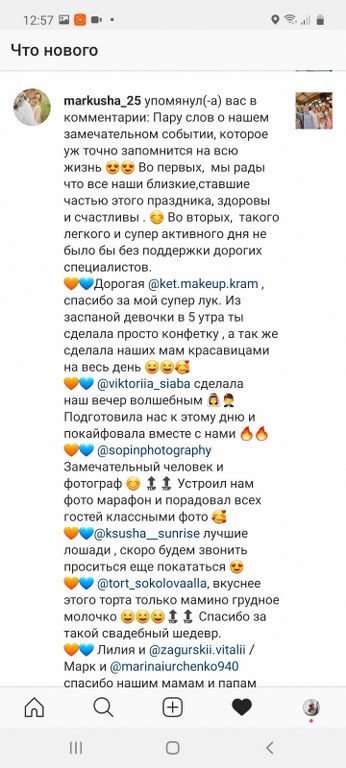 12:57
Что нового
markusha_25 упомянул(-а) вас в
комментарии: Пару слов о нашем
замечательном событии, которое
уж точно запомнится на всю
жизнь 😍😍 Во первых,  мы рады
что все наши близкие,ставшие
частью этого праздника, здоровы
и счастливы . 😊 Во вторых,  такого
легкого и супер активного дня не
было бы без поддержки дорогих
специалистов.
🧡💙Дорогая @ket.makeup.kram ,
спасибо за мой супер лук. Из
заспаной девочки в 5 утра ты
сделала просто конфетку , а так же
сделала наших мам красавицами
на весь день 😆😆🥰
🧡💙 @viktoriia_siaba сделала
наш вечер волшебным 👰🤵
Подготовила нас к этому дню и
покайфовала вместе с нами 🔥🔥
🧡💙 @sopinphotography
Замечательный человек и
фотограф 😊 🔝🔝 Устроил нам
фото марафон и порадовал всех
гостей классными фото 🥰
🧡💙@ksusha__sunrise лучшие
лошади , скоро будем звонить
проситься еще покататься 😍
🧡💙 @tort_sokolovaalla, вкуснее
этого торта только мамино грудное
молочко 😆😆😆🔝🔝 Спасибо за
такой свадебный шедевр.
🧡💙 Лилия и @zagurskii.vitalii /
Марк и @marinaiurchenko940
спасибо нашим мамам и папам